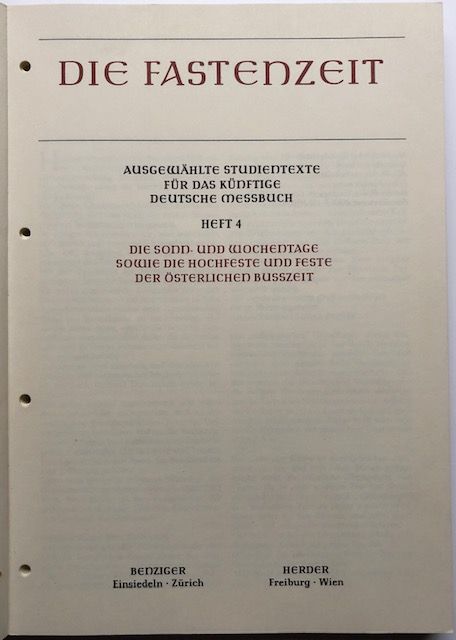 DIE FASTENZEIT
AUSGEWÄHLTE STUDIENTEXTE
FÜR DAS KÜNFTIGE
DEUTSCHE MESSBUCH
HEFT 4
DIE SONN- UND WOCHENTAGE
SOWIE DIE HOCHFESTE UND FESTE
DER ÖSTERLICHEN BUSSZEIT
BENZIGER
Einsiedeln · Zürich
HERDER
Freiburg · Wien